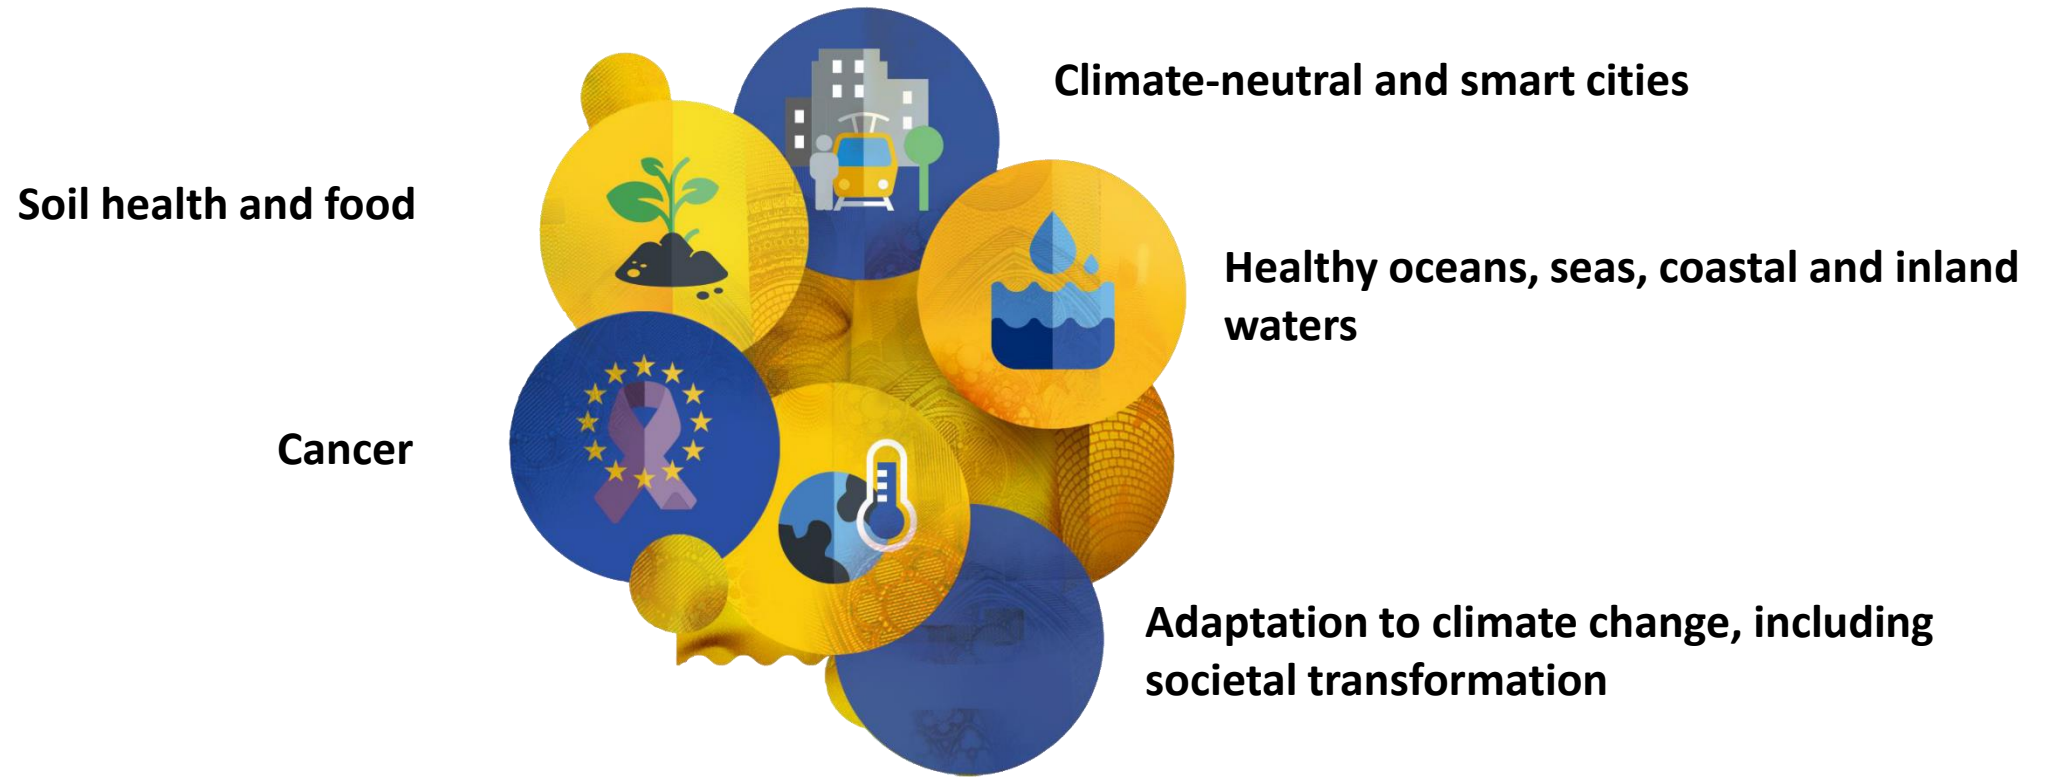 Climate-neutral and smart cities
Soil health and food
Healthy oceans, seas, coastal and inland
waters
Cancer
Adaptation to climate change, including
societal transformation